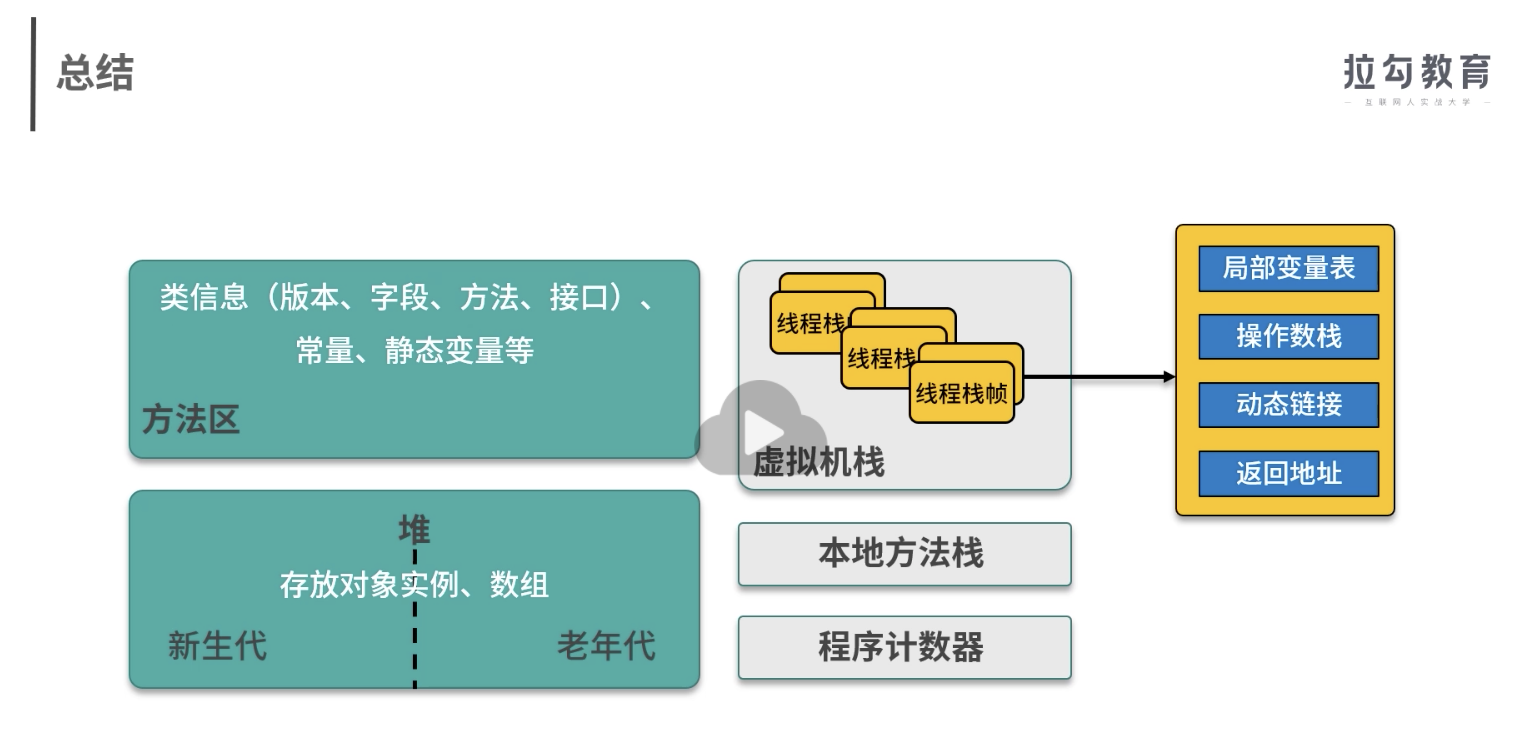 总结
拉勾教育
— 互联网人实战大学 —
类信息（版本、字段、方法、接口）、
常量、静态变量等
方法区
堆
存放对象实例、数组
新生代
老年代
线程栈
线程栈
线程栈帧
虚拟机栈
本地方法栈
程序计数器
局部变量表
操作数栈
动态链接
返回地址